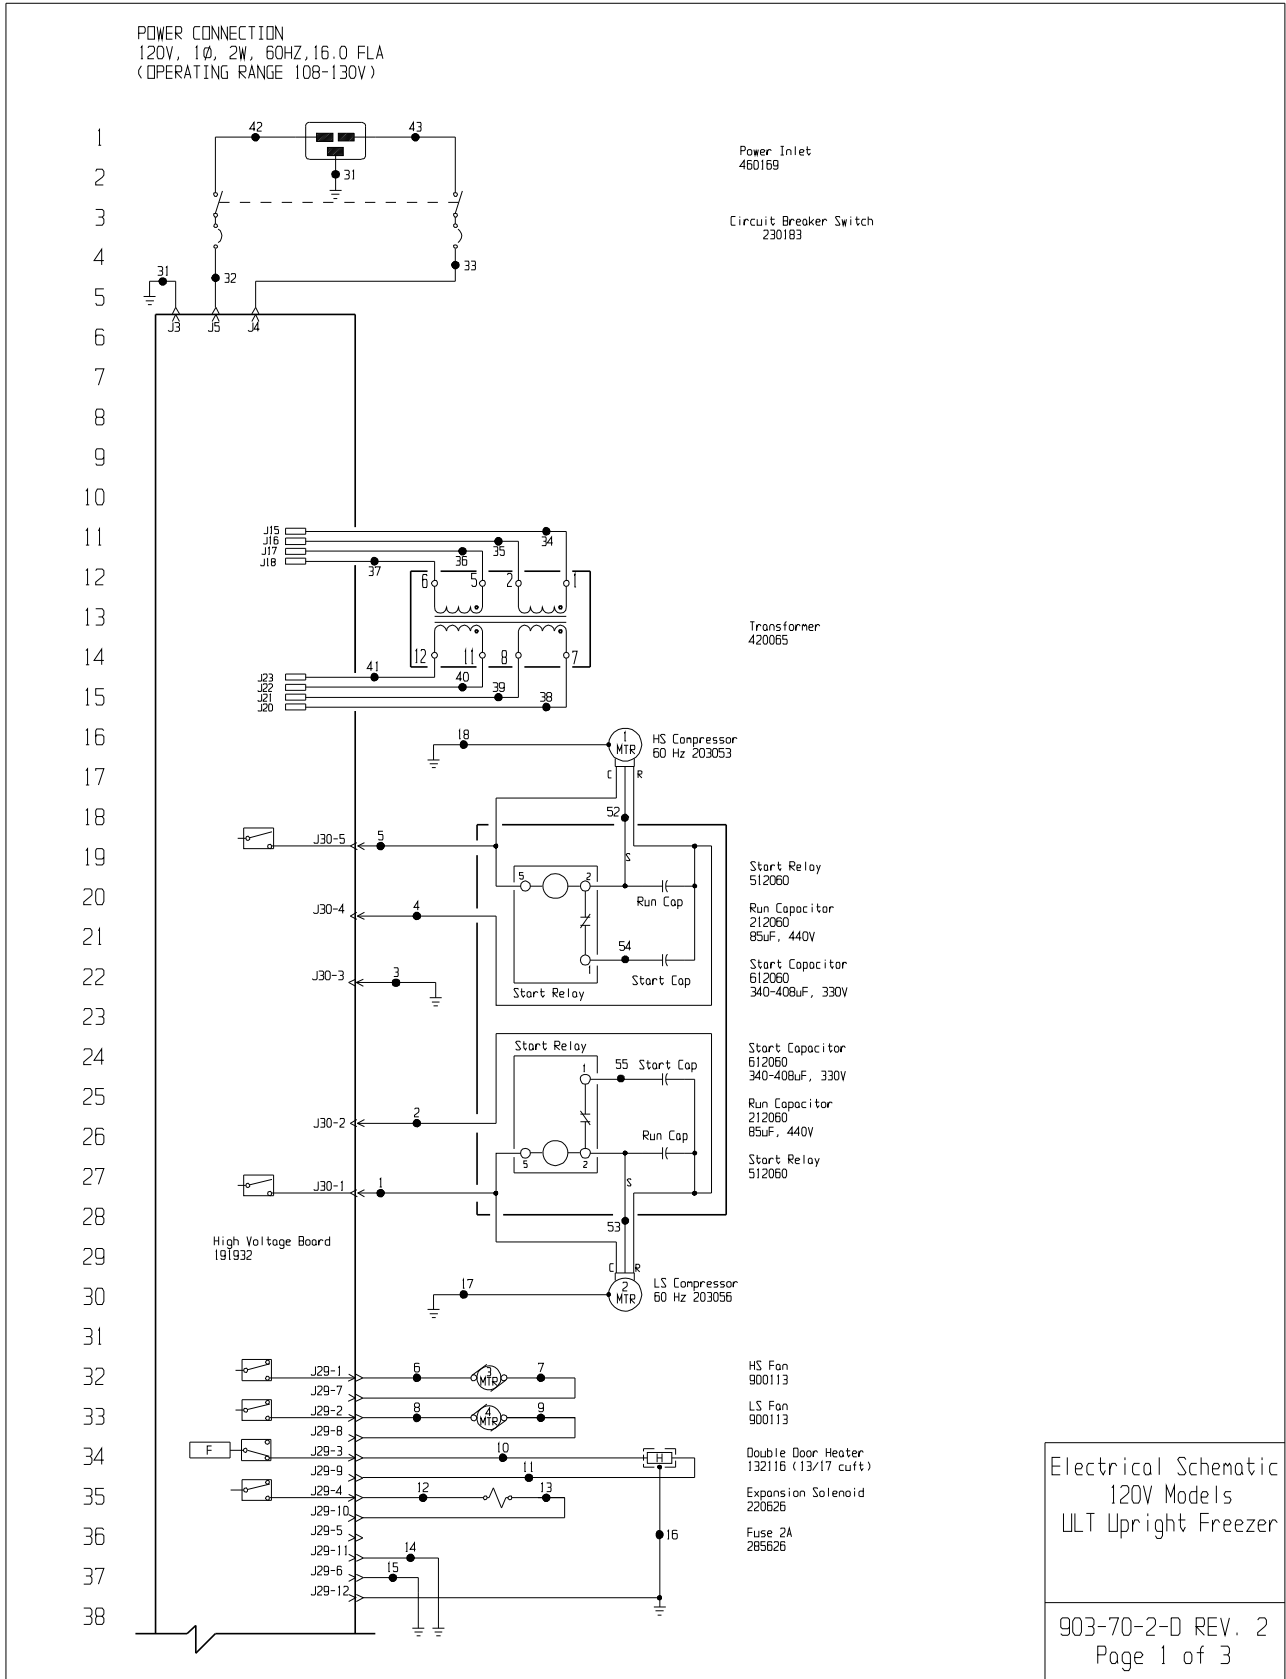 POWER CONNECTION
120V, 1Ø, 2W, 60HZ,16.0 FLA
(OPERATING RANGE 108-130V)
42
43
1
Power Inlet
460169
31
2
3
Circuit Breaker Switch
230183
4
31
32
33
5
J3
J5
J4
6
7
8
9
10
11
J15
J16
J17
J18
34
35
36
37
12
6
5
2
1
13
Transformer
420065
14
12
11
8
7
41
40
39
38
15
J23
J22
J21
J20
16
18
1
MTR
HS Compressor
60 Hz 203053
17
C
R
18
52
19
J30-5
5
S
Start Relay
512060
20
5
2
Run Cap
J30-4
4
Run Capacitor
212060
85uF, 440V
21
54
22
J30-3
3
1
Start Cap
Start Relay
Start Capacitor
612060
340-408uF, 330V
23
24
Start Relay
1
55
Start Cap
Start Capacitor
612060
340-408uF, 330V
25
J30-2
2
Run Capacitor
212060
85uF, 440V
26
Run Cap
5
2
Start Relay
512060
27
J30-1
1
S
28
53
High Voltage Board
191932
29
C
R
30
17
2
MTR
LS Compressor
60 Hz 203056
31
32
J29-1
6
3
MTR
7
HS Fan
900113
J29-7
33
J29-2
8
4
MTR
9
LS Fan
900113
J29-8
34
F
J29-3
10
H
Double Door Heater
132116 (13/17 cuft)
J29-9
11
35
J29-4
12
13
Expansion Solenoid
220626
J29-10
36
J29-5
16
Fuse 2A
285626
J29-11
14
37
J29-6
15
J29-12
38
Electrical Schematic
120V Models
ULT Upright Freezer
903-70-2-D REV. 2
Page 1 of 3